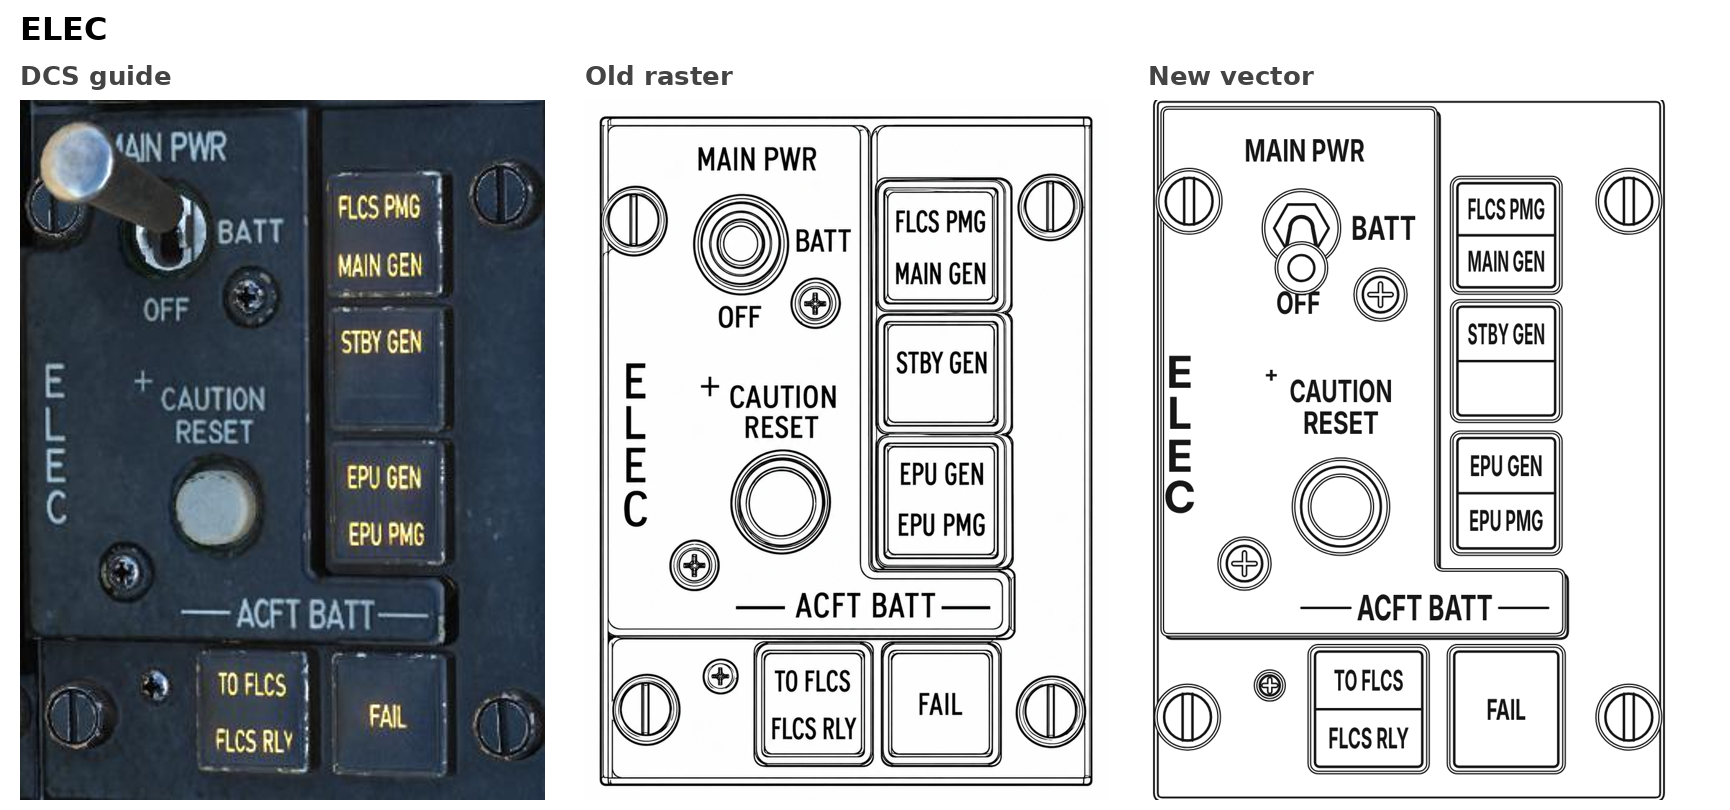 ELEC
DCS guide
MAIN PWR
BATT
OFF
+
CAUTION
RESET
E
L
E
C
FLCS PMG
MAIN GEN
STBY GEN
EPU GEN
EPU PMG
ACFT BATT
TO FLCS
FLCS RLY
FAIL
Old raster
MAIN PWR
BATT
OFF
+
CAUTION
RESET
E
L
E
C
FLCS PMG
MAIN GEN
STBY GEN
EPU GEN
EPU PMG
ACFT BATT
TO FLCS
FLCS RLY
FAIL
New vector
MAIN PWR
BATT
OFF
+
CAUTION
RESET
E
L
E
C
FLCS PMG
MAIN GEN
STBY GEN
EPU GEN
EPU PMG
ACFT BATT
TO FLCS
FLCS RLY
FAIL